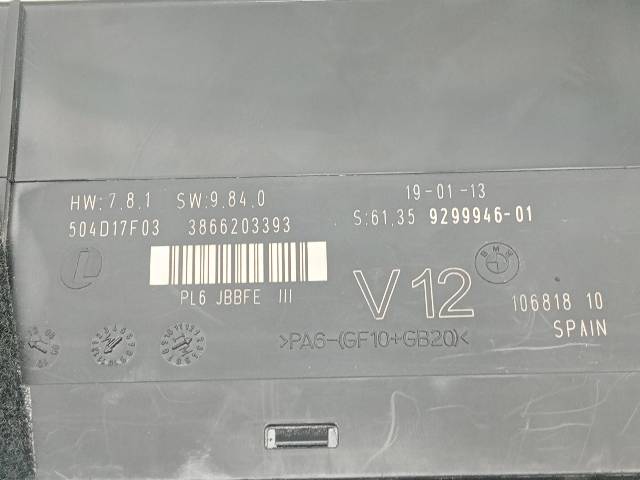 HW:7,8,1 SW:9,84,0 19-01-13
504D17F03 3866203393 S:61,35 9299946-01
BMW
PL6 JBBFE III V12
106818 10
SPAIN
>PA6-(GF10+GB20)<